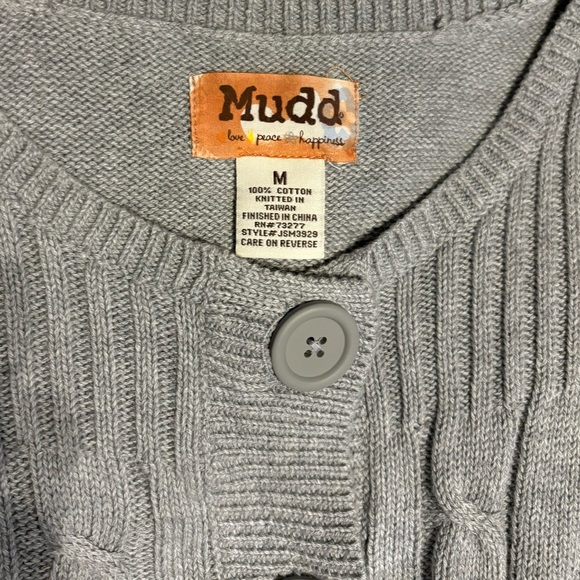 Mudd
love peace happiness
M
100% COTTON
KNITTED IN
TAIWAN
FINISHED IN CHINA
RN# 73277
STYLE# JSM3929
CARE ON REVERSE